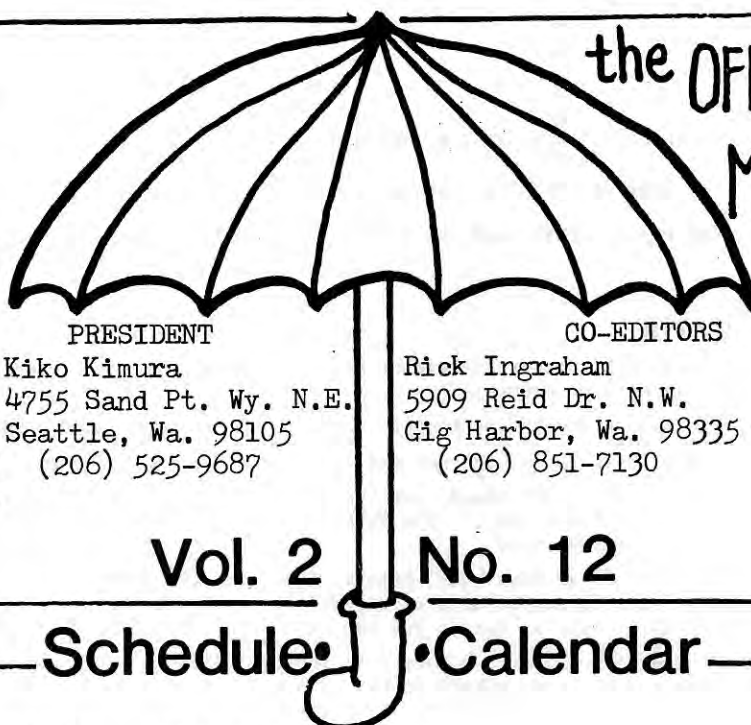 the
PRESIDENT
Kiko Kimura
4755 Sand Pt. Wy. N.E.
Seattle, Wa. 98105
(206) 525-9687
CO-EDITORS
Rick Ingraham
5909 Reid Dr. N.W.
Gig Harbor, Wa. 98335
(206) 851-7130
Vol. 2 No. 12
Schedule • • Calendar